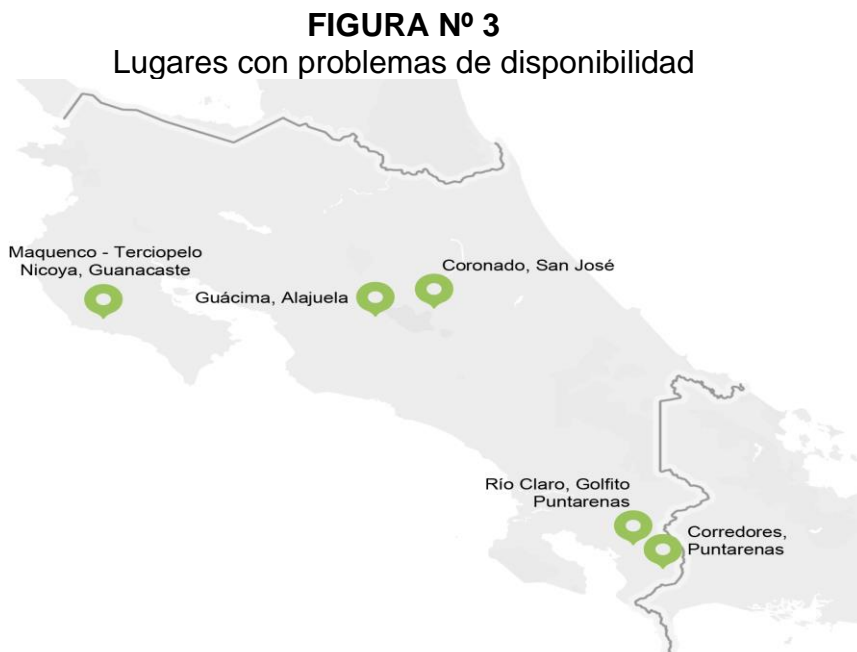 FIGURA Nº 3
Lugares con problemas de disponibilidad
Maquenco - Terciopelo
Nicoya, Guanacaste
Guácima, Alajuela
Coronado, San José
Río Claro, Golfito
Puntarenas
Corredores,
Puntarenas